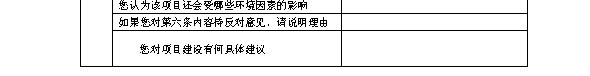 您认为该项目还会受哪些环境因素的影响
如果您对第六条内容持反对意见，请说明理由
您对项目建设有何具体建议